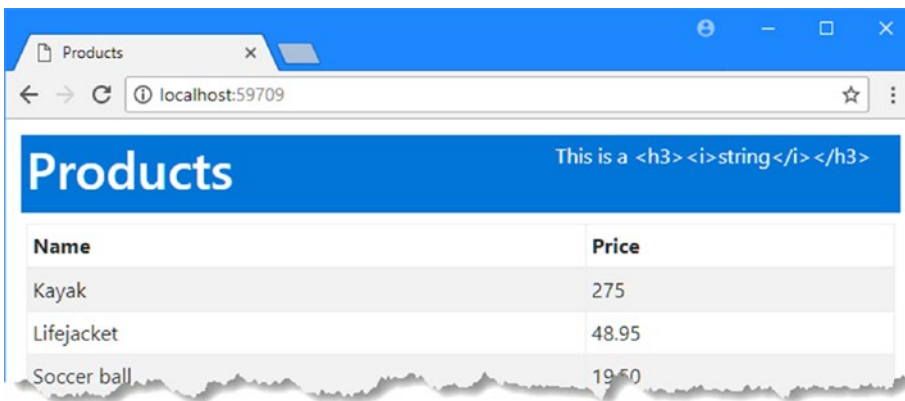 Products
localhost:59709
Products
This is a <h3><i>string</i></h3>
Name Price
Kayak 275
Lifejacket 48.95
Soccer ball 19.50